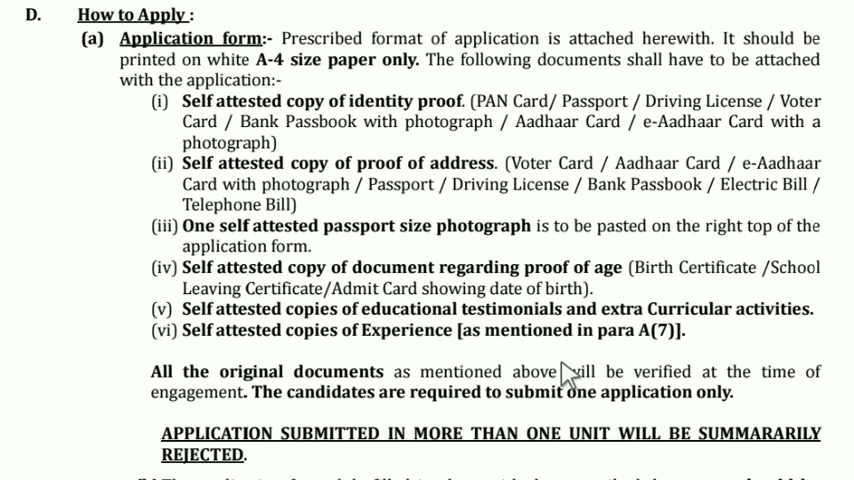 D. How to Apply :
(a) Application form:- Prescribed format of application is attached herewith. It should be
printed on white A-4 size paper only. The following documents shall have to be attached
with the application:-
(i) Self attested copy of identity proof. (PAN Card/ Passport / Driving License / Voter
Card / Bank Passbook with photograph / Aadhaar Card / e-Aadhaar Card with a
photograph)
(ii) Self attested copy of proof of address. (Voter Card / Aadhaar Card / e-Aadhaar
Card with photograph / Passport / Driving License / Bank Passbook / Electric Bill /
Telephone Bill)
(iii) One self attested passport size photograph is to be pasted on the right top of the
application form.
(iv) Self attested copy of document regarding proof of age (Birth Certificate /School
Leaving Certificate/Admit Card showing date of birth).
(v) Self attested copies of educational testimonials and extra Curricular activities.
(vi) Self attested copies of Experience [as mentioned in para A(7)].
All the original documents as mentioned above will be verified at the time of
engagement. The candidates are required to submit one application only.
APPLICATION SUBMITTED IN MORE THAN ONE UNIT WILL BE SUMMARARILY
REJECTED.